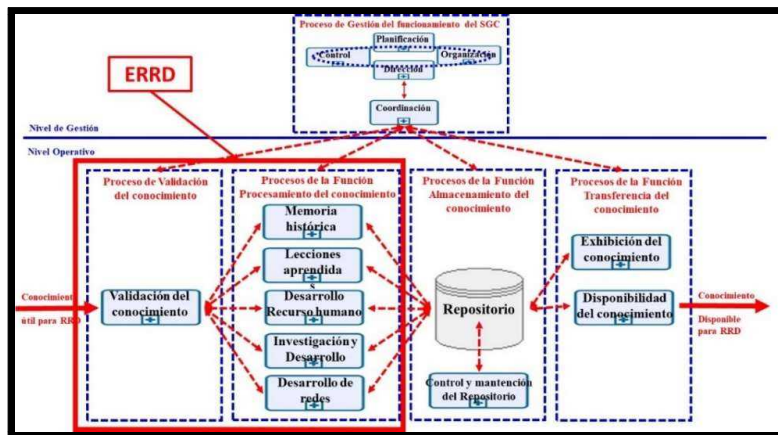 Proceso de Gestión del funcionamiento del SGC
Planificación
Control
Organización
Dirección
Coordinación
ERRD
Nivel de Gestión
Nivel Operativo
Proceso de Validación
del conocimiento
Procesos de la Función
Procesamiento del conocimiento
Procesos de la Función
Almacenamiento del
conocimiento
Procesos de la Función
Transferencia del
conocimiento
Memoria
histórica
Lecciones
aprendida
s
Desarrollo
Recurso humano
Investigación y
Desarrollo
Desarrollo de
redes
Conocimient
útil para RRD
Validación del
conocimiento
Repositorio
Control y mantención
del Repositorio
Exhibición del
conocimiento
Disponibilidad
del conocimiento
Conocimiento
Disponible
para RRD